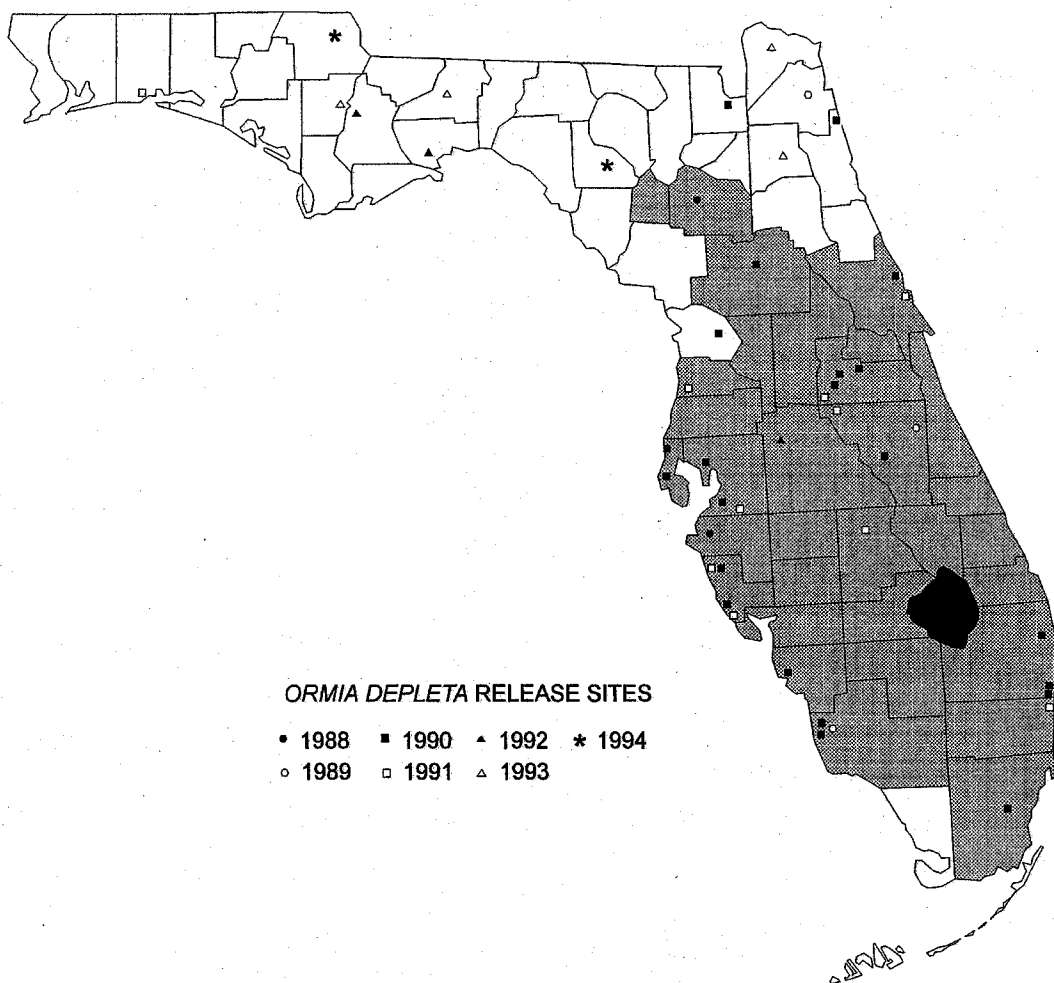 ORMIA DEPLETA RELEASE SITES
• 1988 ■ 1990 ▲ 1992 * 1994
○ 1989 □ 1991 △ 1993